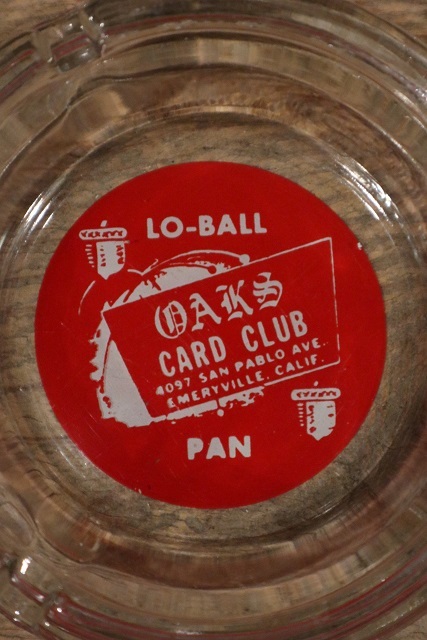 LO-BALL
OAKS
CARD CLUB
4097 SAN PABLO AVE.
EMERYVILLE. CALIF.
PAN